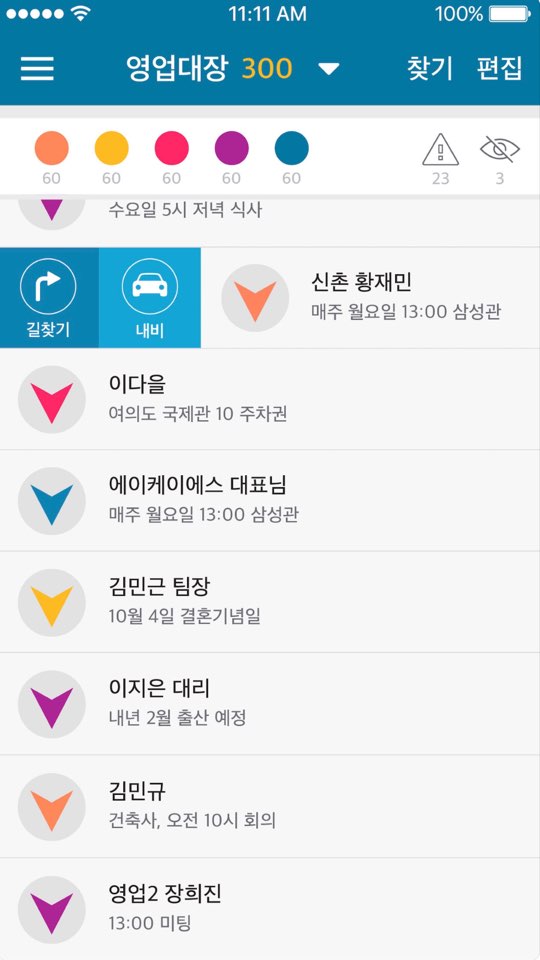 11:11 AM 100%
영업대장 300 찾기 편집
60 60 60 60 60 23 3
수요일 5시 저녁 식사
길찾기 내비
신촌 황재민
매주 월요일 13:00 삼성관
이다을
여의도 국제관 10 주차권
에이케이에스 대표님
매주 월요일 13:00 삼성관
김민근 팀장
10월 4일 결혼기념일
이지은 대리
내년 2월 출산 예정
김민규
건축사, 오전 10시 회의
영업2 장희진
13:00 미팅